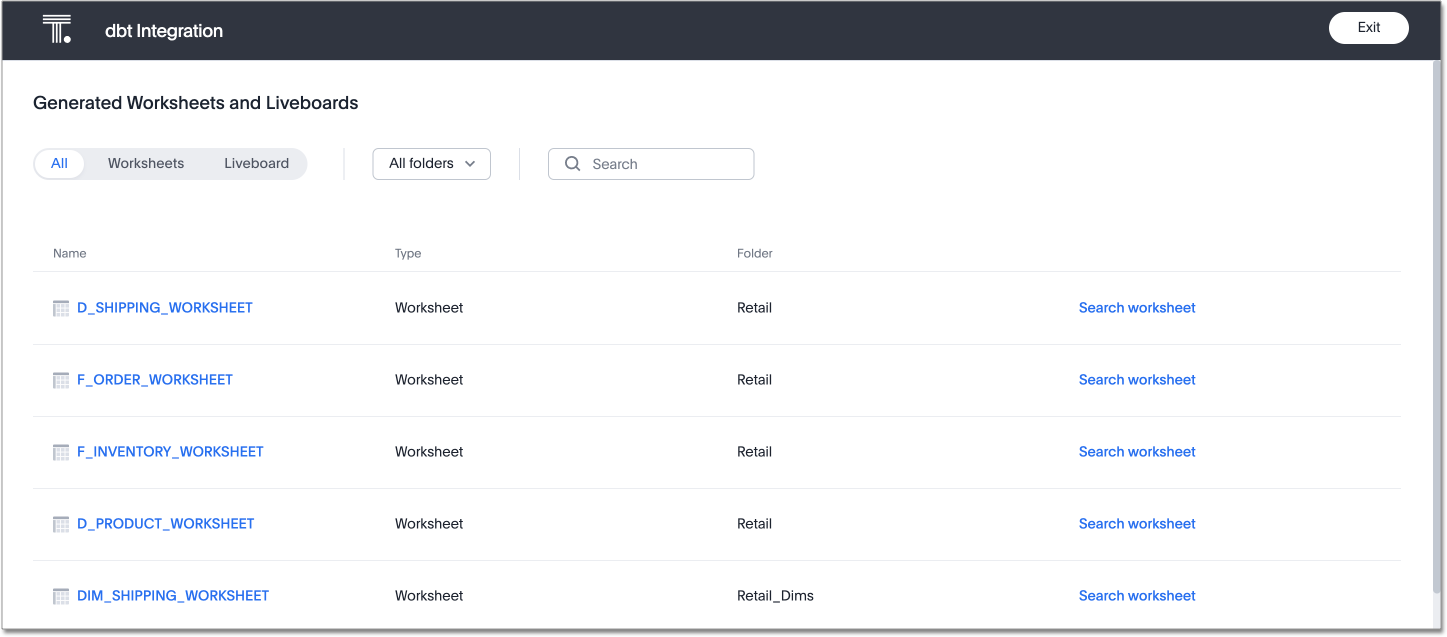 T.
dbt Integration
Exit
Generated Worksheets and Liveboards
All Worksheets Liveboard
All folders
Search
Name Type Folder
D_SHIPPING_WORKSHEET Worksheet Retail Search worksheet
F_ORDER_WORKSHEET Worksheet Retail Search worksheet
F_INVENTORY_WORKSHEET Worksheet Retail Search worksheet
D_PRODUCT_WORKSHEET Worksheet Retail Search worksheet
DIM_SHIPPING_WORKSHEET Worksheet Retail_Dims Search worksheet